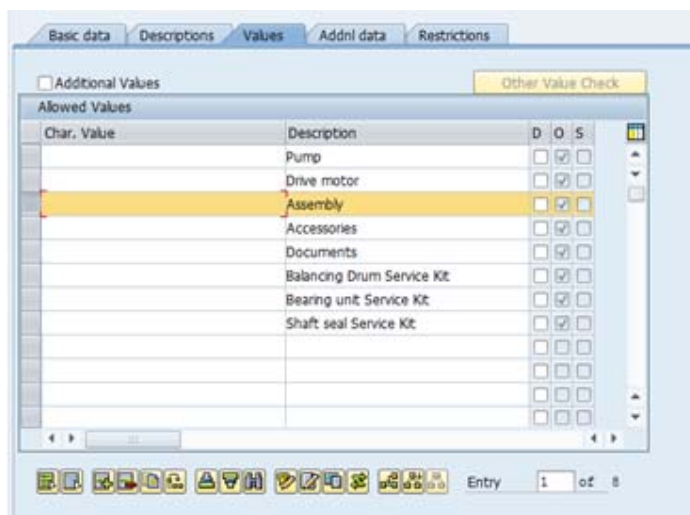 Basic data Descriptions Values Addnl data Restrictions
Additional Values Other Value Check
Allowed Values
Char. Value Description D O S
Pump
Drive motor
Assembly
Accessories
Documents
Balancing Drum Service Kit
Bearing unit Service Kit
Shaft seal Service Kit
Entry 1 of 8